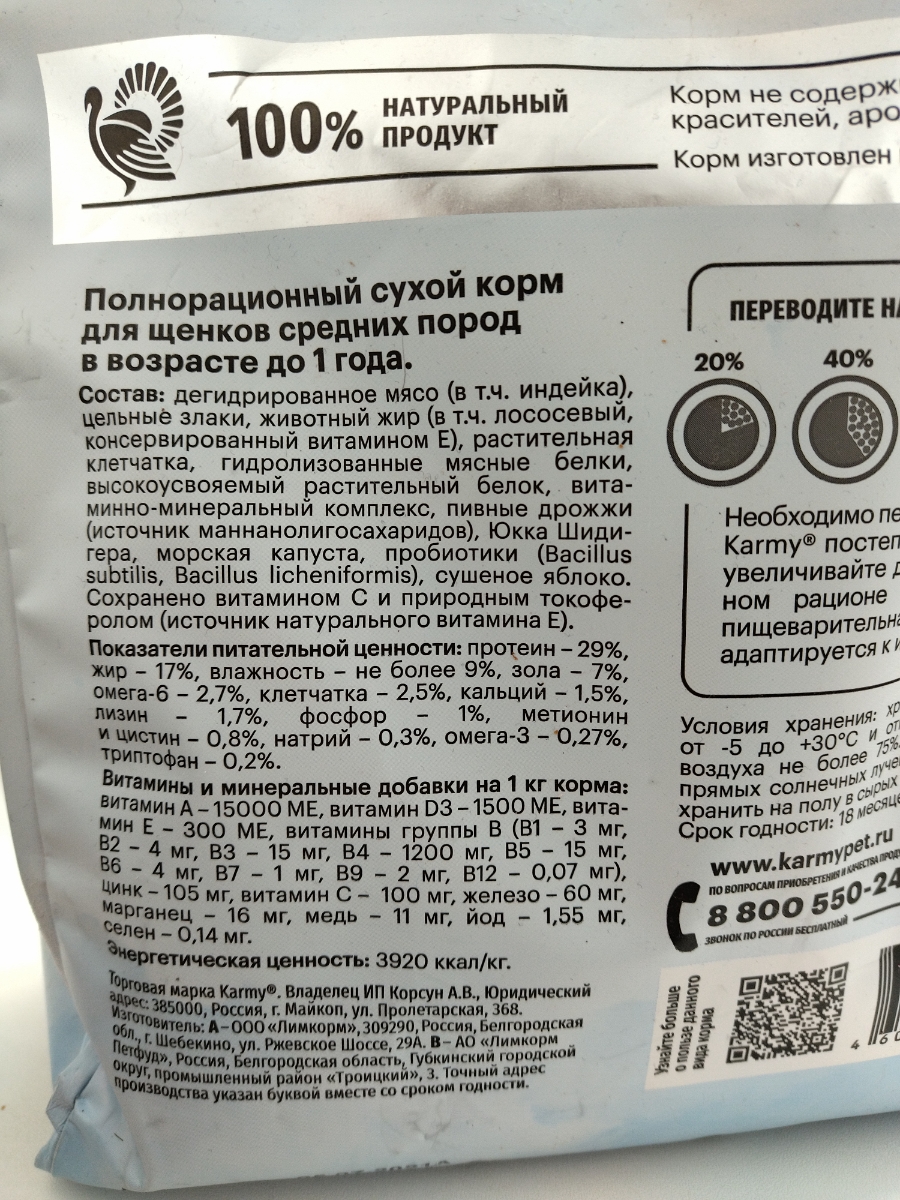 100% НАТУРАЛЬНЫЙ
ПРОДУКТ
Корм не
красителей,
Корм изготовлен
Полнорационный сухой корм
для щенков средних пород
в возрасте до 1 года.
Состав: дегидрированное мясо (в т.ч. индейка),
цельные злаки, животный жир (в т.ч. лососевый,
консервированный витамином Е), растительная
клетчатка, гидролизованные мясные белки,
высокоусвояемый растительный белок, вита-
минно-минеральный комплекс, пивные дрожжи
(источник маннанолигосахаридов), Юкка Шиди-
гера, морская капуста, пробиотики (Bacillus
subtilis, Bacillus licheniformis), сушеное яблоко.
Сохранено витамином С и природным токофе-
ролом (источник натурального витамина Е).
Показатели питательной ценности: протеин – 29%,
жир – 17%, влажность – не более 9%, зола – 7%,
омега-6 – 2,7%, клетчатка – 2,5%, кальций – 1,5%,
лизин – 1,7%, фосфор – 1%, метионин
и цистин – 0,8%, натрий – 0,3%, омега-3 – 0,27%,
триптофан – 0,2%.
Витамины и минеральные добавки на 1 кг корма:
витамин А – 15000 МЕ, витамин D3 – 1500 МЕ, вита-
мин Е – 300 МЕ, витамины группы В (В1 – 3 мг,
В2 – 4 мг, В3 – 15 мг, В4 – 1200 мг, В5 – 15 мг,
В6 – 4 мг, В7 – 1 мг, В9 – 2 мг, В12 – 0,07 мг),
цинк – 105 мг, витамин С – 100 мг, железо – 60 мг,
марганец – 16 мг, медь – 11 мг, йод – 1,55 мг,
селен – 0,14 мг.
Энергетическая ценность: 3920 ккал/кг.
Торговая марка Karmy®. Владелец ИП Корсун А.В., Юридический
адрес: 385000, Россия, г. Майкоп, ул. Пролетарская, 368.
Изготовитель: А – ООО «Лимкорм», 309290, Россия, Белгородская
обл., г. Шебекино, ул. Ржевское Шоссе, 29А. В – АО «Лимкорм
Петфуд», Россия, Белгородская область, Губкинский городской
округ, промышленный район «Троицкий», 3. Точный адрес
производства указан буквой вместе со сроком годности.
ПЕРЕВОДИТЕ
20% 40%
Необходимо
Karmy®
увеличивайте
ном рационе
адаптируется к
Условия хранения:
от -5 до +30°С и
воздуха не более 75%.
прямых солнечных
хранить на полу в сырых
Срок годности: 18
www.karmypet.ru
ПО ВОПРОСАМ ПРИОБРЕТЕНИЯ И КАЧЕСТВА
8 800 550-24
ЗВОНОК ПО РОССИИ БЕСПЛАТНЫЙ
Узнайте больше
о пользе данного
вида корма